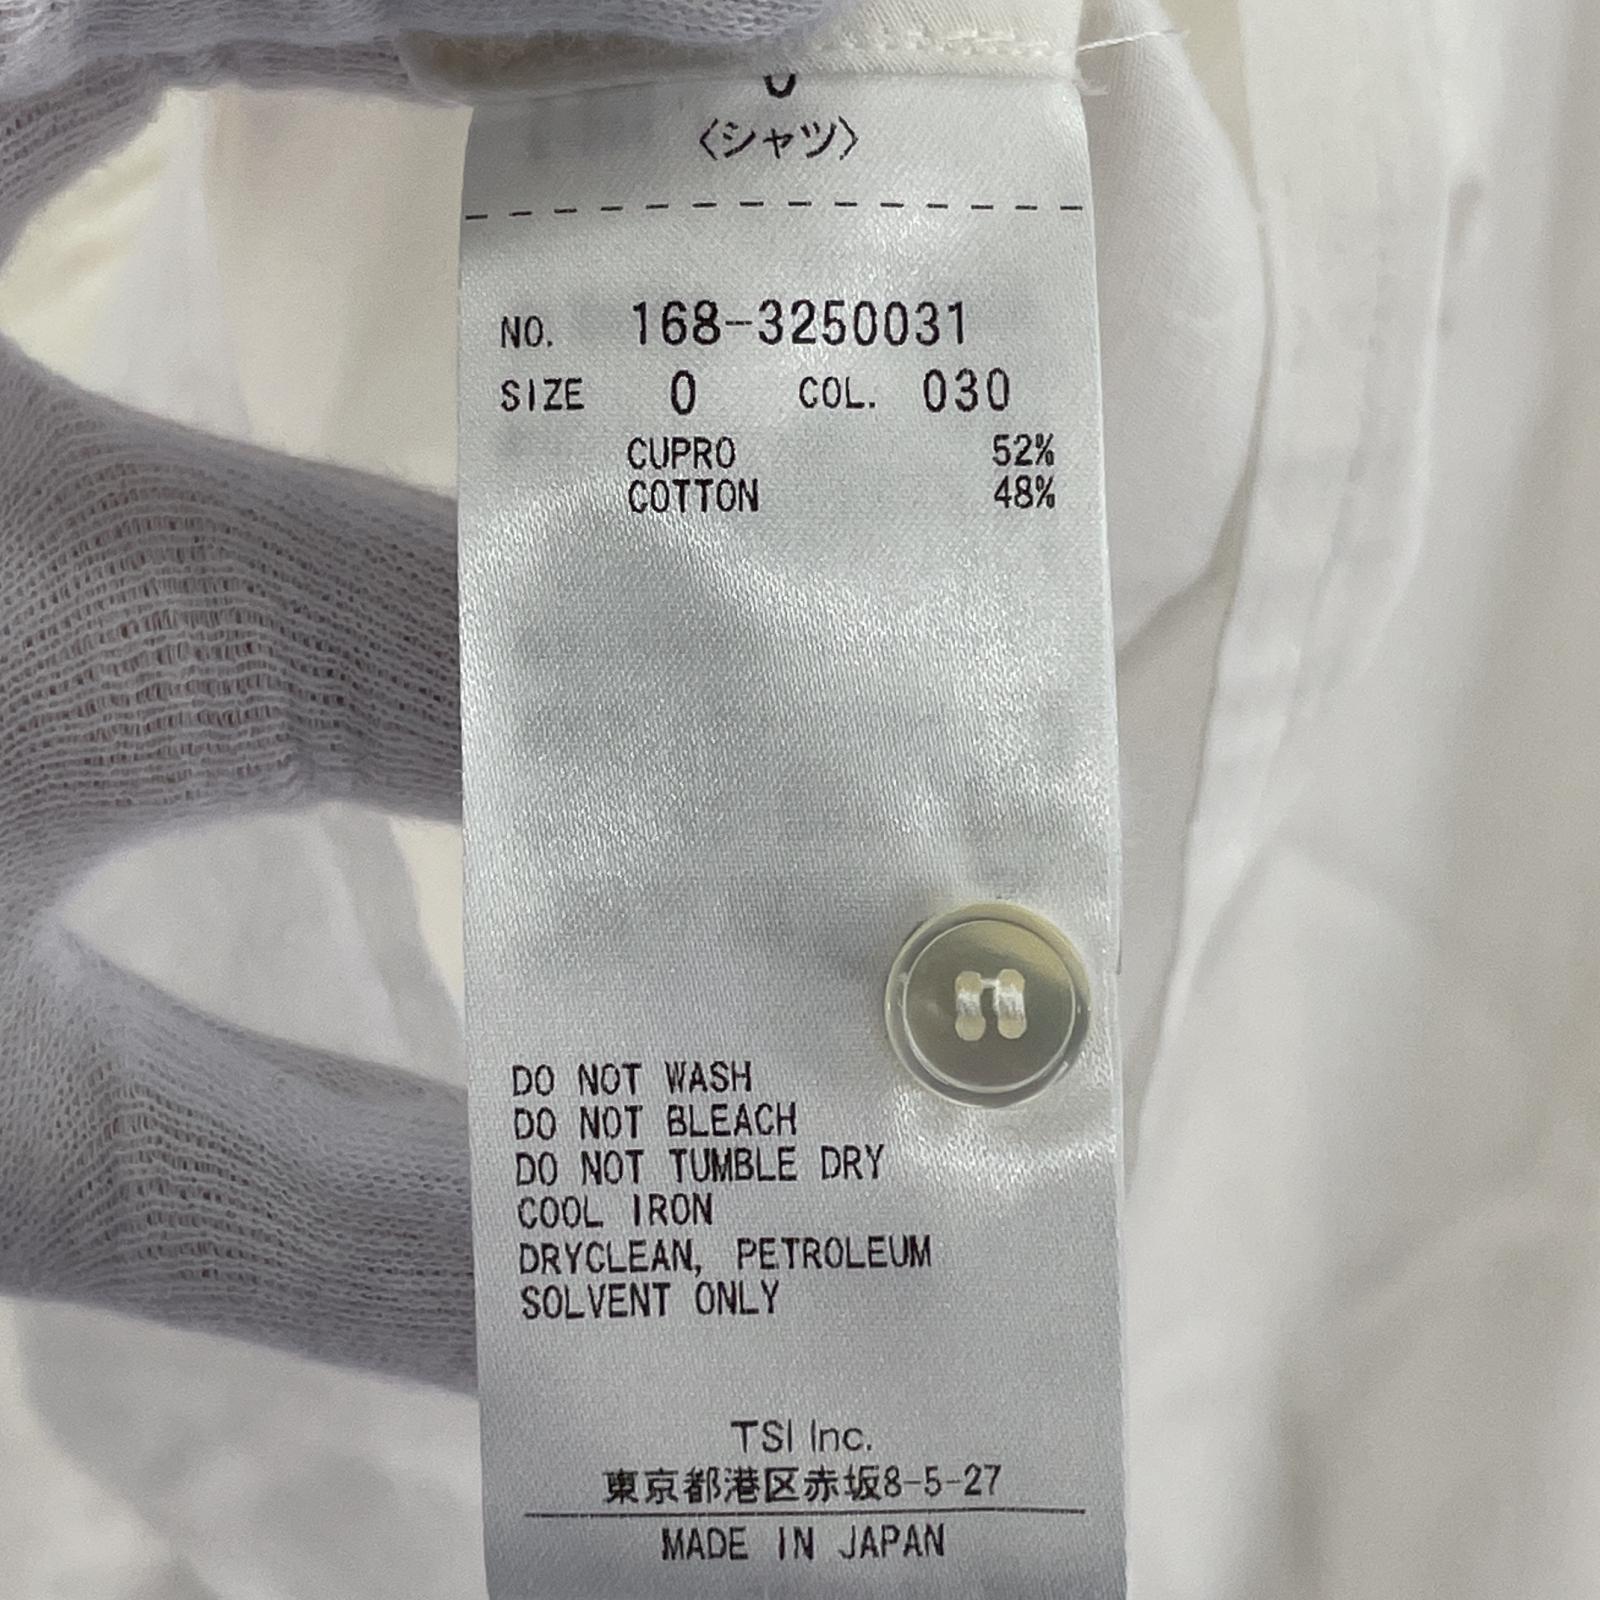 0
〈シャツ〉
NO. 168-3250031
SIZE 0 COL. 030
CUPRO 52%
COTTON 48%
DO NOT WASH
DO NOT BLEACH
DO NOT TUMBLE DRY
COOL IRON
DRYCLEAN, PETROLEUM
SOLVENT ONLY
TSI Inc.
東京都港区赤坂8-5-27
MADE IN JAPAN